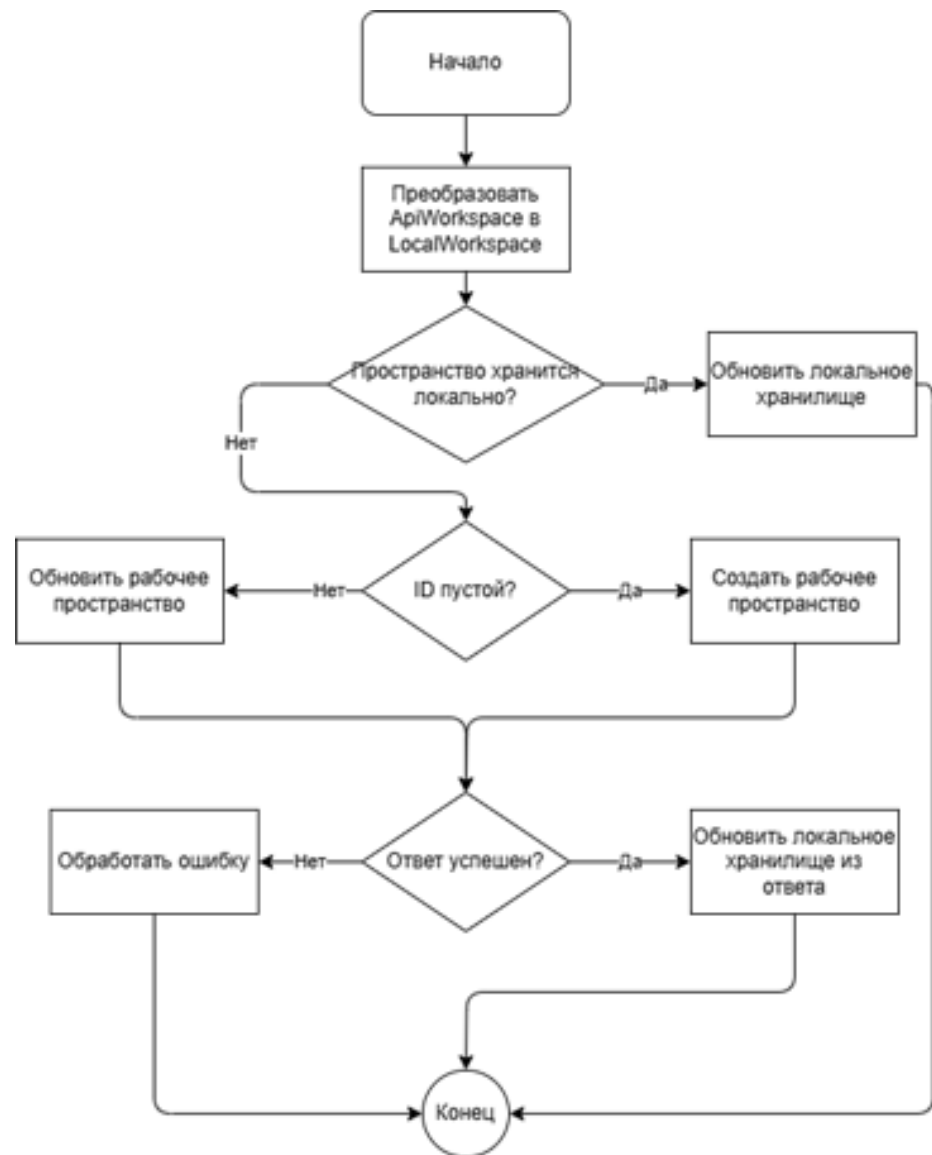 Начало
Преобразовать
ApiWorkspace в
LocalWorkspace
Пространство хранится
локально?
Да
Обновить локальное
хранилище
Нет
Обновить рабочее
пространство
Нет
ID пустой?
Да
Создать рабочее
пространство
Обработать ошибку
Нет
Ответ успешен?
Да
Обновить локальное
хранилище из
ответа
Конец